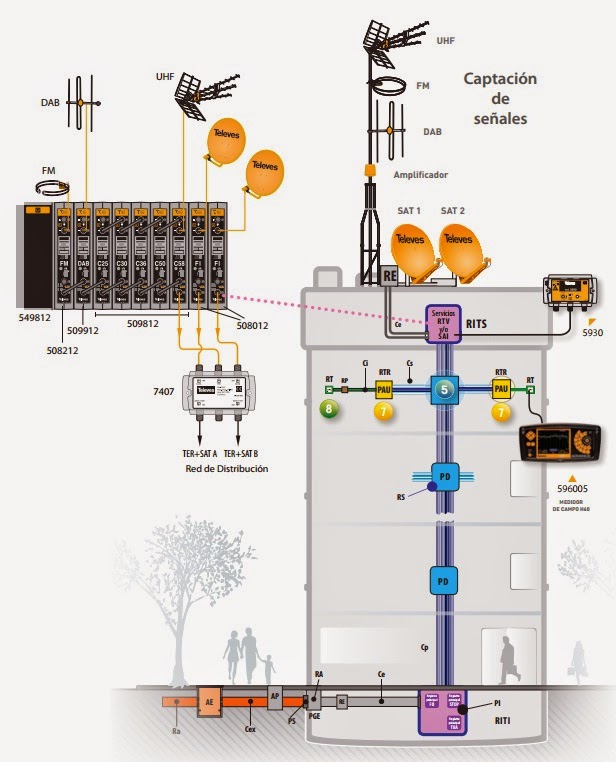 UHF
UHF
DAB
FM
Captación
de
señales
DAB
Televes
Televes
FM
Amplificador
SAT 1
SAT 2
Televes
Televes
RE
FM
DAB
C25
C30
C36
C50
C58
FI
FI
549812
509912
509812
508012
508212
Servicios
RTV
y/o
SAI
RITS
Ce
5930
Ci
Cs
RT
RP
RTR
PAU
5
RTR
PAU
RT
8
7
7
7407
Televes
TER+SAT A
TER+SAT B
Red de Distribución
PD
RS
596005
MEDIDOR
DE CAMPO H60
PD
Cp
RA
Ce
AE
AP
PS
PGE
RE
Ra
Cex
PI
RITI